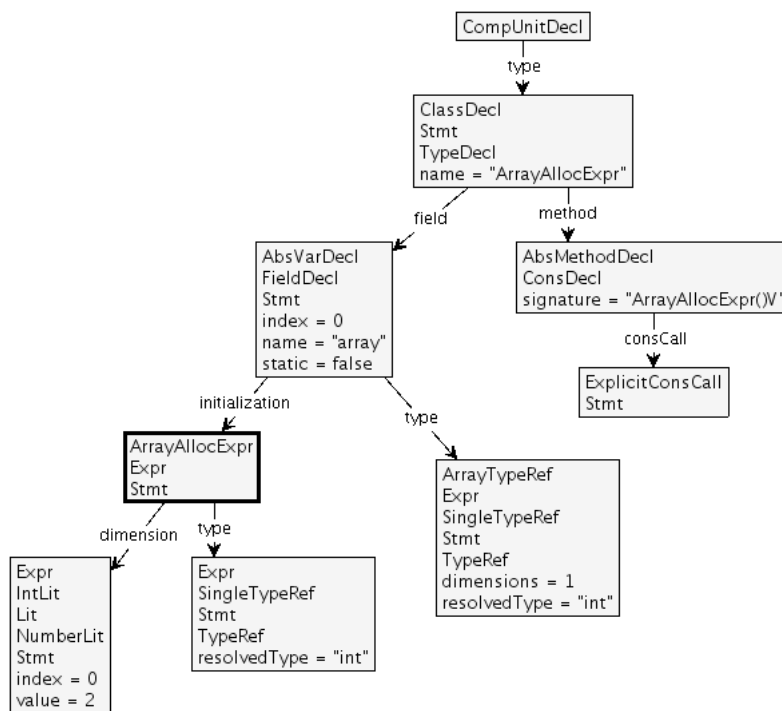 CompUnitDecl
type
ClassDecl
Stmt
TypeDecl
name = "ArrayAllocExpr"
field
method
AbsVarDecl
FieldDecl
Stmt
index = 0
name = "array"
static = false
AbsMethodDecl
ConsDecl
signature = "ArrayAllocExpr()V"
consCall
ExplicitConsCall
Stmt
initialization
type
ArrayAllocExpr
Expr
Stmt
ArrayTypeRef
Expr
SingleTypeRef
Stmt
TypeRef
dimensions = 1
resolvedType = "int"
dimension
type
Expr
IntLit
Lit
NumberLit
Stmt
index = 0
value = 2
Expr
SingleTypeRef
Stmt
TypeRef
resolvedType = "int"